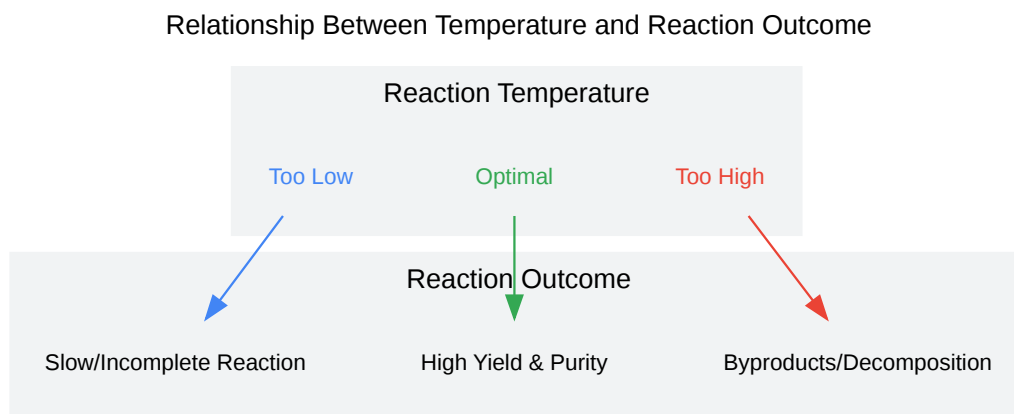 Relationship Between Temperature and Reaction Outcome
Reaction Temperature
Too Low Optimal Too High
Reaction Outcome
Slow/Incomplete Reaction High Yield & Purity Byproducts/Decomposition